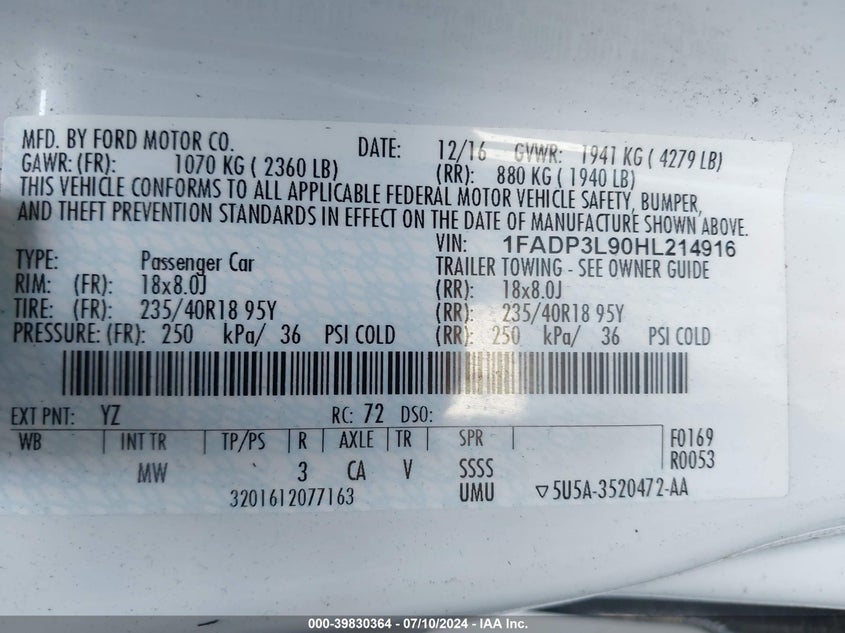 MFD. BY FORD MOTOR CO. DATE: 12/16 GVWR: 1941 KG ( 4279 LB)
GAWR: (FR): 1070 KG ( 2360 LB) (RR): 880 KG ( 1940 LB)
THIS VEHICLE CONFORMS TO ALL APPLICABLE FEDERAL MOTOR VEHICLE SAFETY, BUMPER,
AND THEFT PREVENTION STANDARDS IN EFFECT ON THE DATE OF MANUFACTURE SHOWN ABOVE.
VIN: 1FADP3L90HL214916
TYPE: Passenger Car TRAILER TOWING - SEE OWNER GUIDE
RIM: (FR): 18x8.0J (RR): 18x8.0J
TIRE: (FR): 235/40R18 95Y (RR): 235/40R18 95Y
PRESSURE: (FR): 250 kPa/ 36 PSI COLD (RR): 250 kPa/ 36 PSI COLD
EXT PNT: YZ RC: 72 DSO:
WB INT TR TP/PS R AXLE TR SPR F0169
MW 3 CA V SSSS R0053
3201612077163 UMU ▽5U5A-3520472-AA
000-39830364 - 07/10/2024 - IAA Inc.